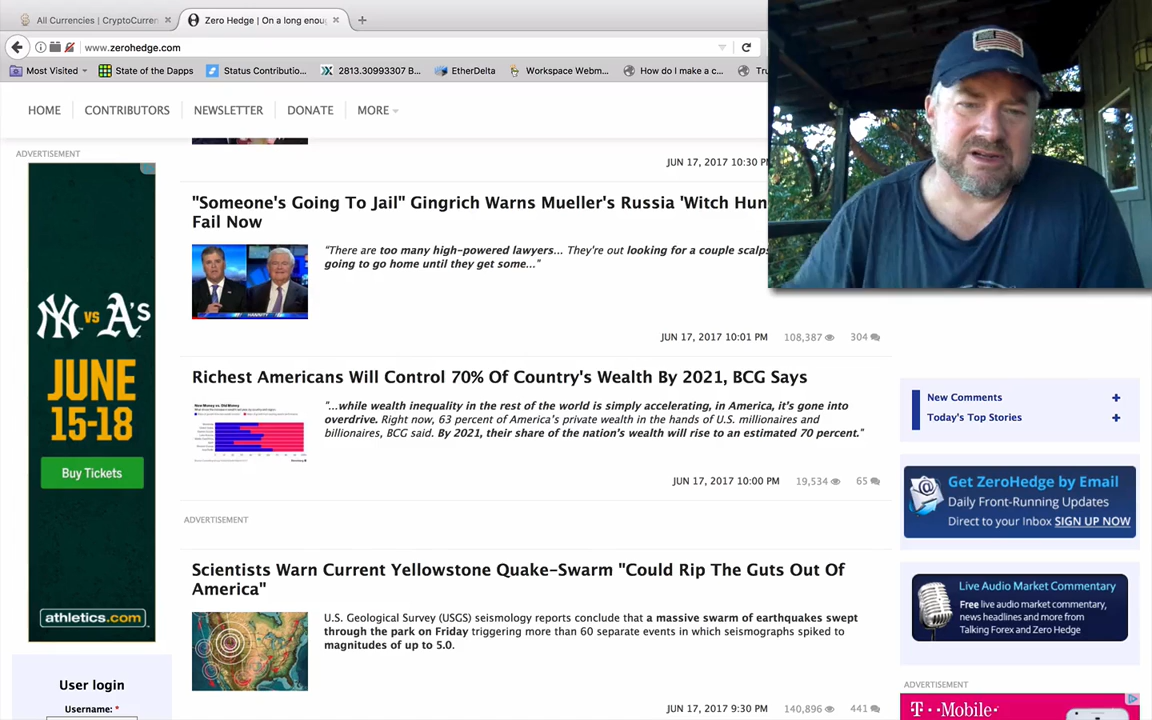 All Currencies | CryptoCurren
Zero Hedge | On a long enou
www.zerohedge.com
Most Visited
State of the Dapps
Status Contributio...
2813.30993307 B...
EtherDelta
Workspace Webm...
How do I make a c...
Tru
HOME
CONTRIBUTORS
NEWSLETTER
DONATE
MORE
ADVERTISEMENT
NY vs A's
JUNE
15-18
Buy Tickets
athletics.com
User login
Username: *
JUN 17, 2017 10:30 PM
"Someone's Going To Jail" Gingrich Warns Mueller's Russia 'Witch Hun
Fail Now
"There are too many high-powered lawyers... They're out looking for a couple scalps
going to go home until they get some..."
JUN 17, 2017 10:01 PM 108,387 304
Richest Americans Will Control 70% Of Country's Wealth By 2021, BCG Says
"...while wealth inequality in the rest of the world is simply accelerating, in America, it's gone into
overdrive. Right now, 63 percent of America's private wealth in the hands of U.S. millionaires and
billionaires, BCG said. By 2021, their share of the nation's wealth will rise to an estimated 70 percent."
JUN 17, 2017 10:00 PM 19,534 65
ADVERTISEMENT
Scientists Warn Current Yellowstone Quake-Swarm "Could Rip The Guts Out Of
America"
U.S. Geological Survey (USGS) seismology reports conclude that a massive swarm of earthquakes swept
through the park on Friday triggering more than 60 separate events in which seismographs spiked to
magnitudes of up to 5.0.
JUN 17, 2017 9:30 PM 140,896 441
New Comments
Today's Top Stories
Get ZeroHedge by Email
Daily Front-Running Updates
Direct to your Inbox SIGN UP NOW
Live Audio Market Commentary
Free live audio market commentary,
news headlines and more from
Talking Forex and Zero Hedge
ADVERTISEMENT
T-Mobile